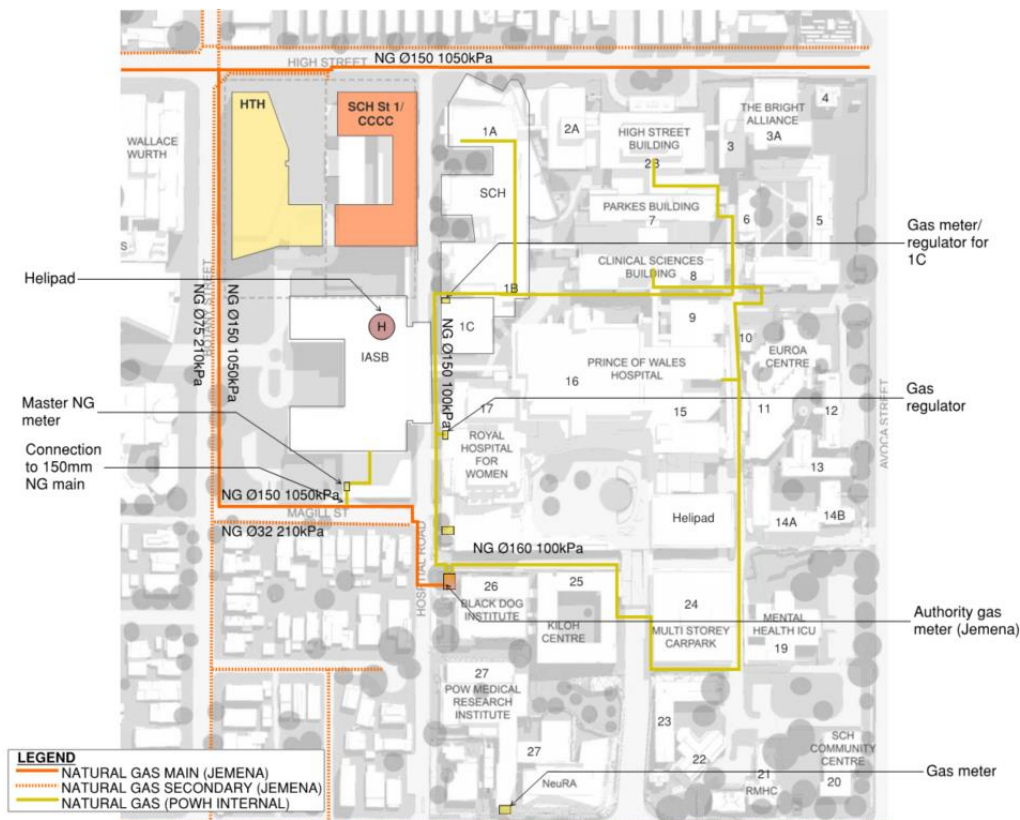 HIGH STREET
NG Ø150 1050kPa
HTH
SCH St 1/
CCCC
WALLACE
WURTH
1A
SCH
1B
1C
2A
HIGH STREET
BUILDING
2B
THE BRIGHT
ALLIANCE
3A
3
4
PARKES BUILDING
7
6
5
CLINICAL SCIENCES
BUILDING
8
9
10
Gas meter/
regulator for
1C
Helipad
H
IASB
NG Ø75 210kPa
NG Ø150 1050kPa
NG Ø150 100kPa
PRINCE OF WALES
HOSPITAL
16
15
17
ROYAL
HOSPITAL
FOR
WOMEN
EUROA
CENTRE
11
12
13
14A
14B
AVOCA STREET
Gas
regulator
Master NG
meter
Connection
to 150mm
NG main
NG Ø150 1050kPa
MAGILL ST
NG Ø32 210kPa
HOSPITAL ROAD
Helipad
NG Ø160 100kPa
26
BLACK DOG
INSTITUTE
25
KILOH
CENTRE
24
MULTI STOREY
CARPARK
MENTAL
HEALTH ICU
19
Authority gas
meter (Jemena)
27
POW MEDICAL
RESEARCH
INSTITUTE
27
NeuRA
23
22
21
RMHC
SCH
COMMUNITY
CENTRE
20
Gas meter
LEGEND
NATURAL GAS MAIN (JEMENA)
NATURAL GAS SECONDARY (JEMENA)
NATURAL GAS (POWH INTERNAL)